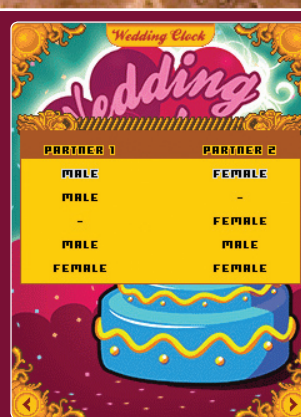 Wedding Clock
Wedding
PARTNER 1 PARTNER 2
MALE FEMALE
MALE -
- FEMALE
MALE MALE
FEMALE FEMALE